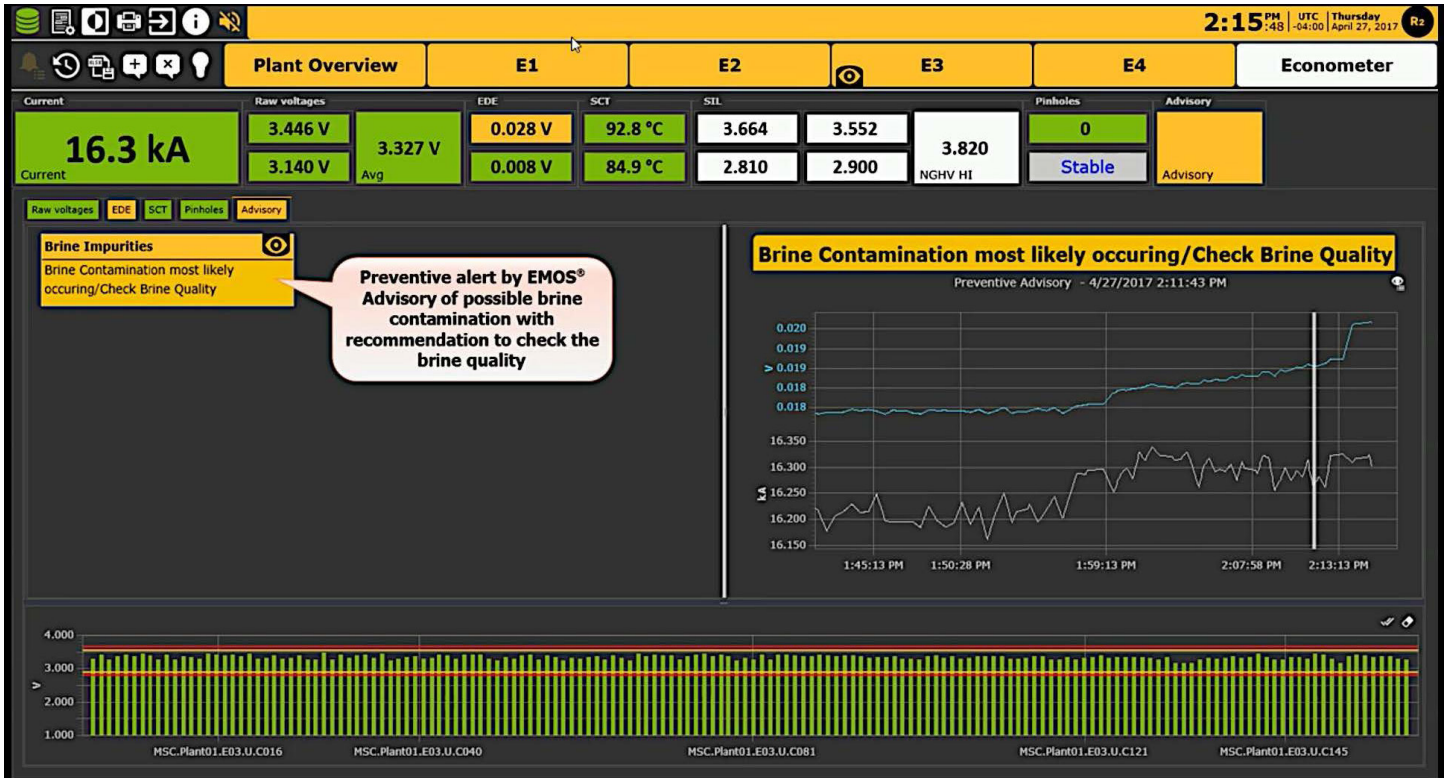 2:15 PM :48 UTC -04:00 Thursday April 27, 2017 R2
Plant Overview E1 E2 E3 E4 Econometer
Current Raw voltages EDE SCT SIL Pinholes Advisory
16.3 kA
Current
3.446 V
3.140 V
3.327 V
Avg
0.028 V
0.008 V
92.8 °C
84.9 °C
3.664
2.810
3.552
2.900
3.820
NGHV HI
0
Stable
Advisory
Raw voltages EDE SCT Pinholes Advisory
Brine Impurities
Brine Contamination most likely
occuring/Check Brine Quality
Preventive alert by EMOS®
Advisory of possible brine
contamination with
recommendation to check the
brine quality
Brine Contamination most likely occuring/Check Brine Quality
Preventive Advisory - 4/27/2017 2:11:43 PM
0.020
0.019
V 0.019
0.018
0.018
16.350
16.300
kA 16.250
16.200
16.150
1:45:13 PM 1:50:28 PM 1:59:13 PM 2:07:58 PM 2:13:13 PM
4.000
3.000
V
2.000
1.000
MSC.Plant01.E03.U.C016 MSC.Plant01.E03.U.C040 MSC.Plant01.E03.U.C081 MSC.Plant01.E03.U.C121 MSC.Plant01.E03.U.C145